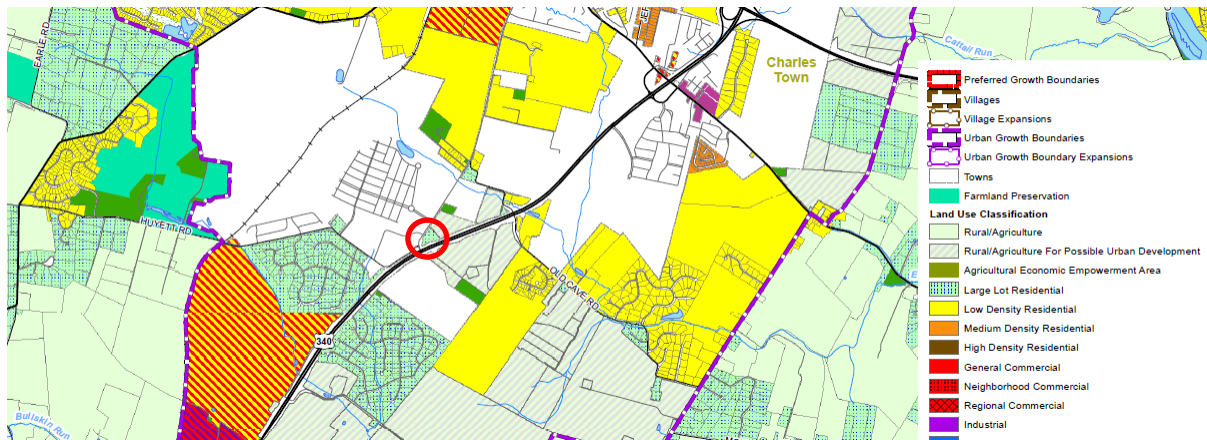 EARLE RD
Cattail Run
Charles
Town
HUYETT RD
OLD CAVE RD
340
Bullskin Run
Preferred Growth Boundaries
Villages
Village Expansions
Urban Growth Boundaries
Urban Growth Boundary Expansions
Towns
Farmland Preservation
Land Use Classification
Rural/Agriculture
Rural/Agriculture For Possible Urban Development
Agricultural Economic Empowerment Area
Large Lot Residential
Low Density Residential
Medium Density Residential
High Density Residential
General Commercial
Neighborhood Commercial
Regional Commercial
Industrial